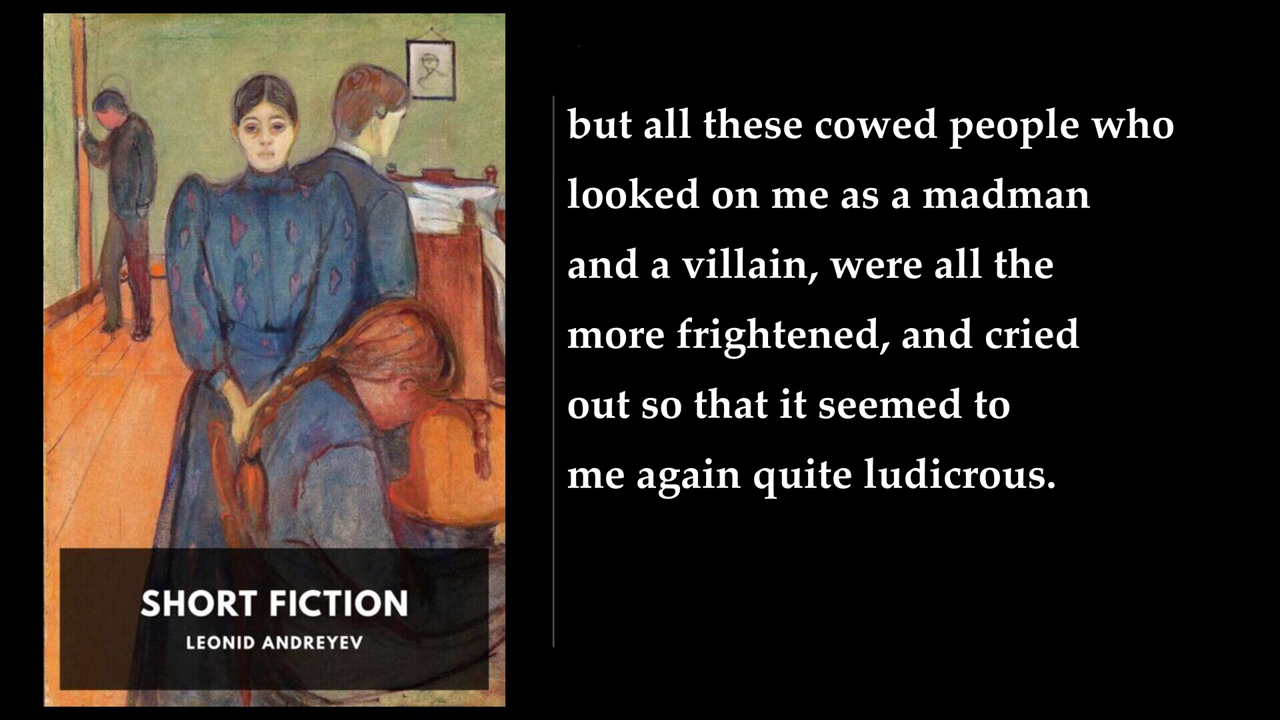 but all these cowed people who
looked on me as a madman
and a villain, were all the
more frightened, and cried
out so that it seemed to
me again quite ludicrous.
SHORT FICTION
LEONID ANDREYEV